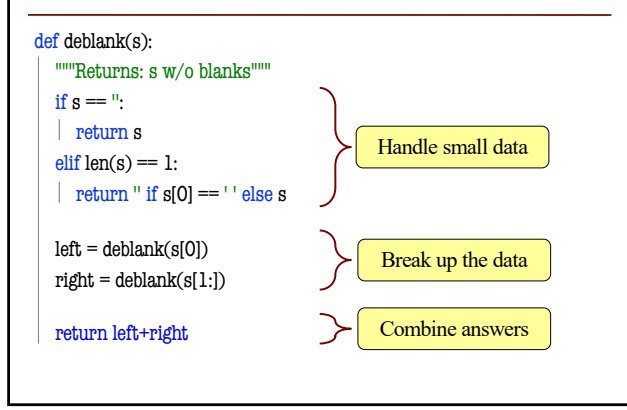 def deblank(s):
"""Returns: s w/o blanks"""
if s == '':
return s
elif len(s) == 1:
return '' if s[0] == ' ' else s
Handle small data
left = deblank(s[0])
right = deblank(s[1:])
Break up the data
return left+right
Combine answers